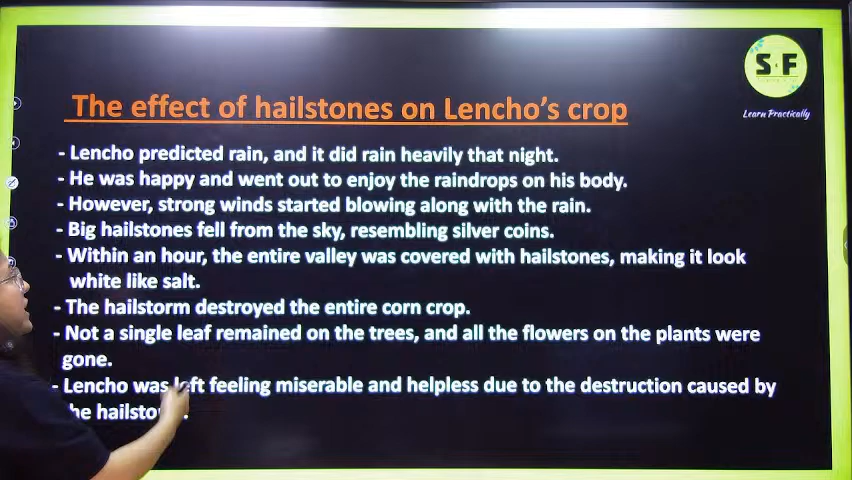 The effect of hailstones on Lencho's crop
S F
Learn Practically
- Lencho predicted rain, and it did rain heavily that night.
- He was happy and went out to enjoy the raindrops on his body.
- However, strong winds started blowing along with the rain.
- Big hailstones fell from the sky, resembling silver coins.
- Within an hour, the entire valley was covered with hailstones, making it look
white like salt.
- The hailstorm destroyed the entire corn crop.
- Not a single leaf remained on the trees, and all the flowers on the plants were
gone.
- Lencho was left feeling miserable and helpless due to the destruction caused by
he hailsto